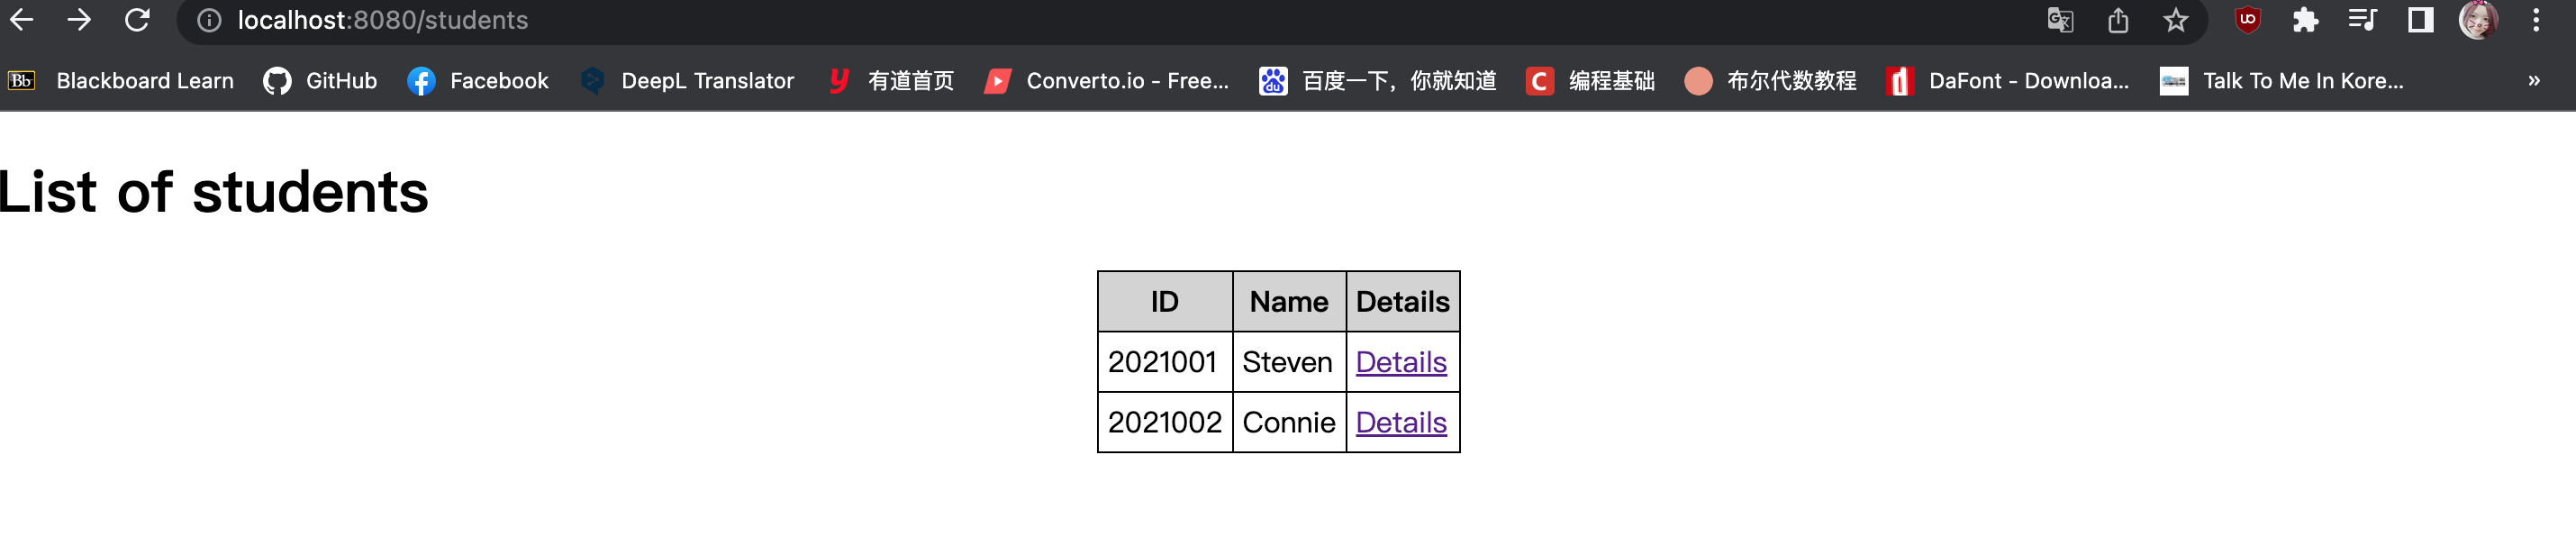 localhost:8080/students
Bb Blackboard Learn GitHub Facebook DeepL Translator 有道首页 Converto.io - Free... 百度一下，你就知道 C 编程基础 布尔代数教程 DaFont - Downloa... Talk To Me In Kore... »
List of students
ID Name Details
2021001 Steven Details
2021002 Connie Details